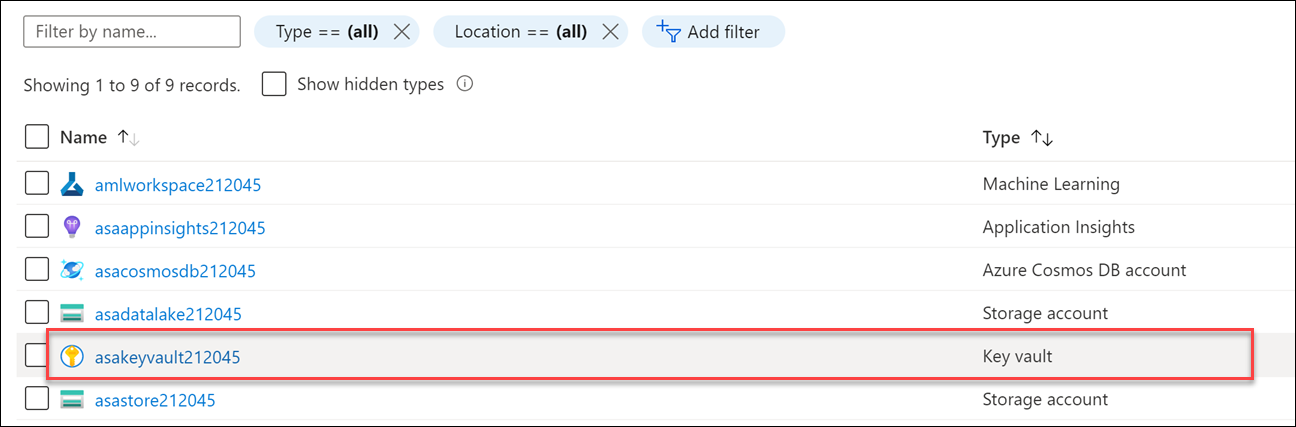 Filter by name... Type == (all) Location == (all) Add filter
Showing 1 to 9 of 9 records. Show hidden types
Name Type
amlworkspace212045 Machine Learning
asaappinsights212045 Application Insights
asacosmosdb212045 Azure Cosmos DB account
asadatalake212045 Storage account
asakeyvault212045 Key vault
asastore212045 Storage account